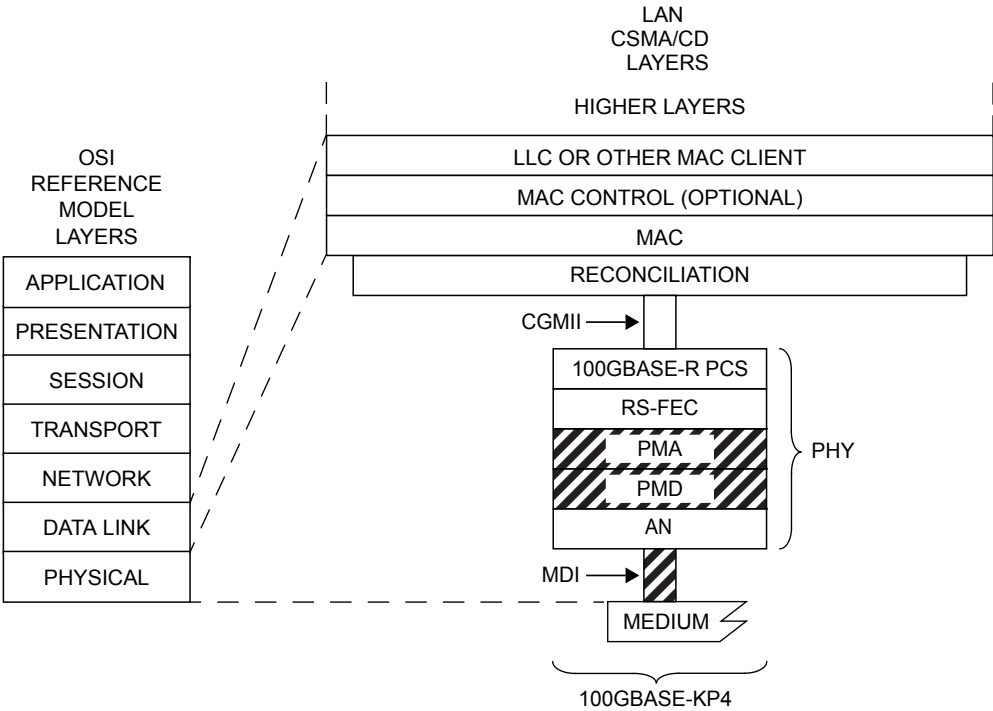 LAN
CSMA/CD
LAYERS
HIGHER LAYERS
LLC OR OTHER MAC CLIENT
MAC CONTROL (OPTIONAL)
MAC
RECONCILIATION
OSI
REFERENCE
MODEL
LAYERS
APPLICATION
PRESENTATION
SESSION
TRANSPORT
NETWORK
DATA LINK
PHYSICAL
CGMII
100GBASE-R PCS
RS-FEC
PMA
PMD
AN
PHY
MDI
MEDIUM
100GBASE-KP4